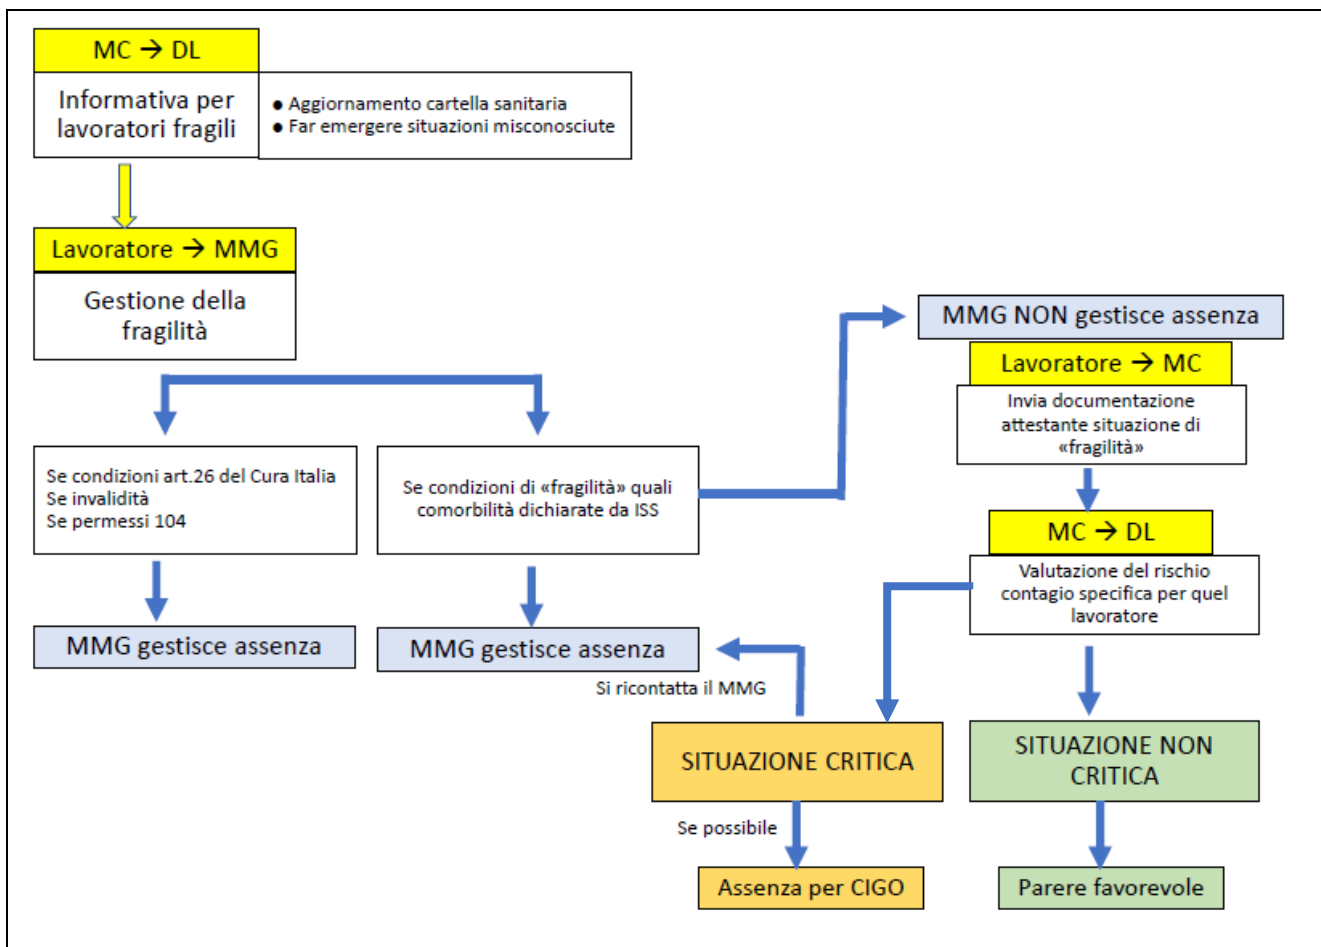 MC → DL
Informativa per
lavoratori fragili
● Aggiornamento cartella sanitaria
● Far emergere situazioni misconosciute
Lavoratore → MMG
Gestione della
fragilità
MMG NON gestisce assenza
Lavoratore → MC
Invia documentazione
attestante situazione di
«fragilità»
Se condizioni art.26 del Cura Italia
Se invalidità
Se permessi 104
Se condizioni di «fragilità» quali
comorbilità dichiarate da ISS
MC → DL
Valutazione del rischio
contagio specifica per quel
lavoratore
MMG gestisce assenza
MMG gestisce assenza
Si ricontatta il MMG
SITUAZIONE CRITICA
SITUAZIONE NON
CRITICA
Se possibile
Assenza per CIGO
Parere favorevole